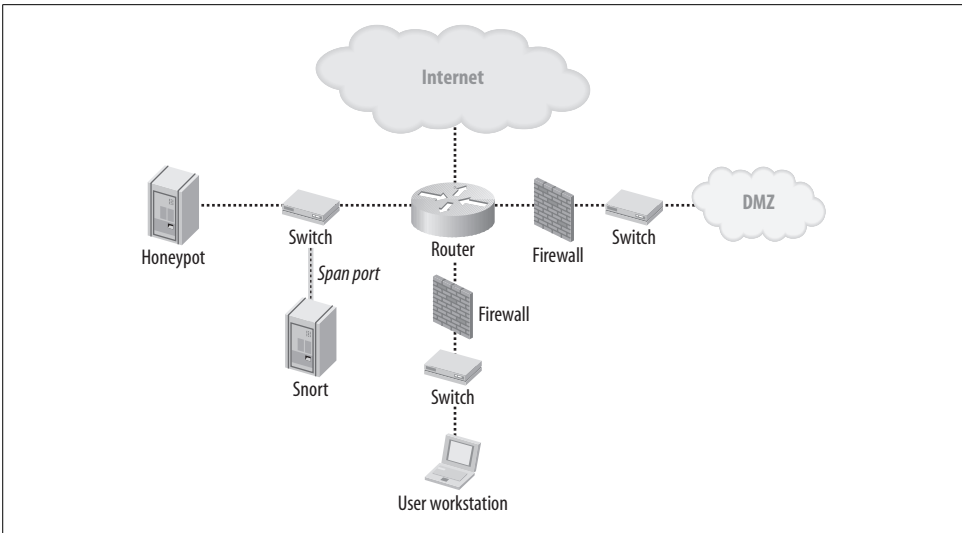 Internet
DMZ
Honeypot
Switch
Router
Firewall
Switch
Span port
Firewall
Snort
Switch
User workstation